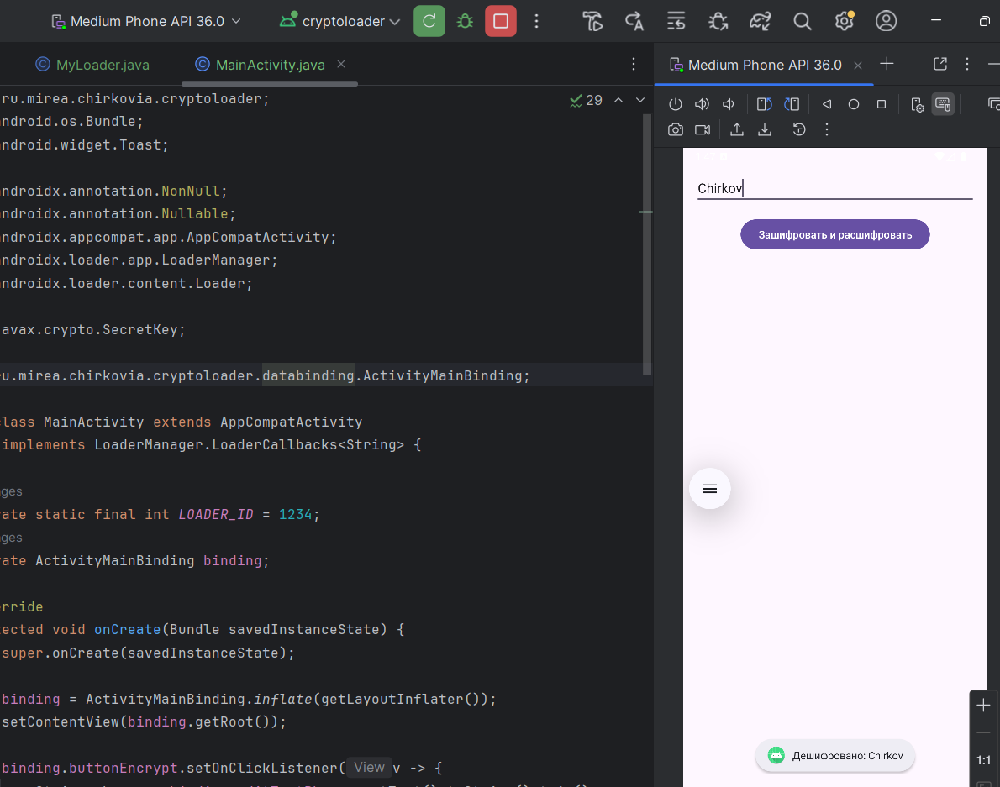 Medium Phone API 36.0
cryptoloader
MyLoader.java
MainActivity.java
Medium Phone API 36.0
29
ru.mirea.chirkovia.cryptoloader;
ndroid.os.Bundle;
ndroid.widget.Toast;
ndroidx.annotation.NonNull;
ndroidx.annotation.Nullable;
ndroidx.appcompat.app.AppCompatActivity;
ndroidx.loader.app.LoaderManager;
ndroidx.loader.content.Loader;
avax.crypto.SecretKey;
ru.mirea.chirkovia.cryptoloader.databinding.ActivityMainBinding;
lass MainActivity extends AppCompatActivity
implements LoaderManager.LoaderCallbacks<String> {
ges
ate static final int LOADER_ID = 1234;
ges
ate ActivityMainBinding binding;
rride
ected void onCreate(Bundle savedInstanceState) {
super.onCreate(savedInstanceState);
binding = ActivityMainBinding.inflate(getLayoutInflater());
setContentView(binding.getRoot());
binding.buttonEncrypt.setOnClickListener( View v -> {
Chirkov
Зашифровать и расшифровать
Дешифровано: Chirkov
1:1